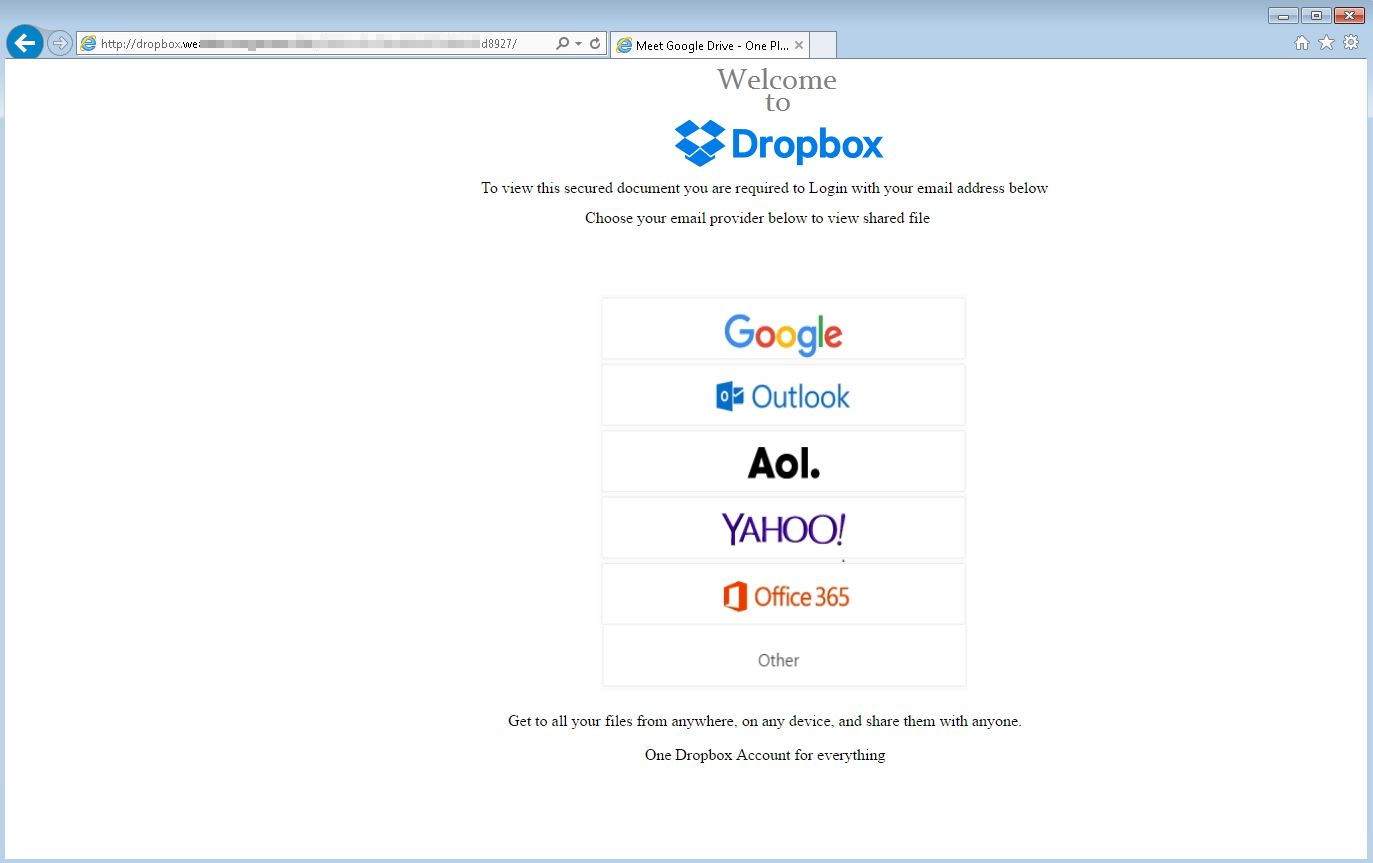 http://dropbox.wea d8927/
Meet Google Drive - One Pl...
Welcome
to
Dropbox
To view this secured document you are required to Login with your email address below
Choose your email provider below to view shared file
Google
Outlook
Aol.
YAHOO!
Office 365
Other
Get to all your files from anywhere, on any device, and share them with anyone.
One Dropbox Account for everything